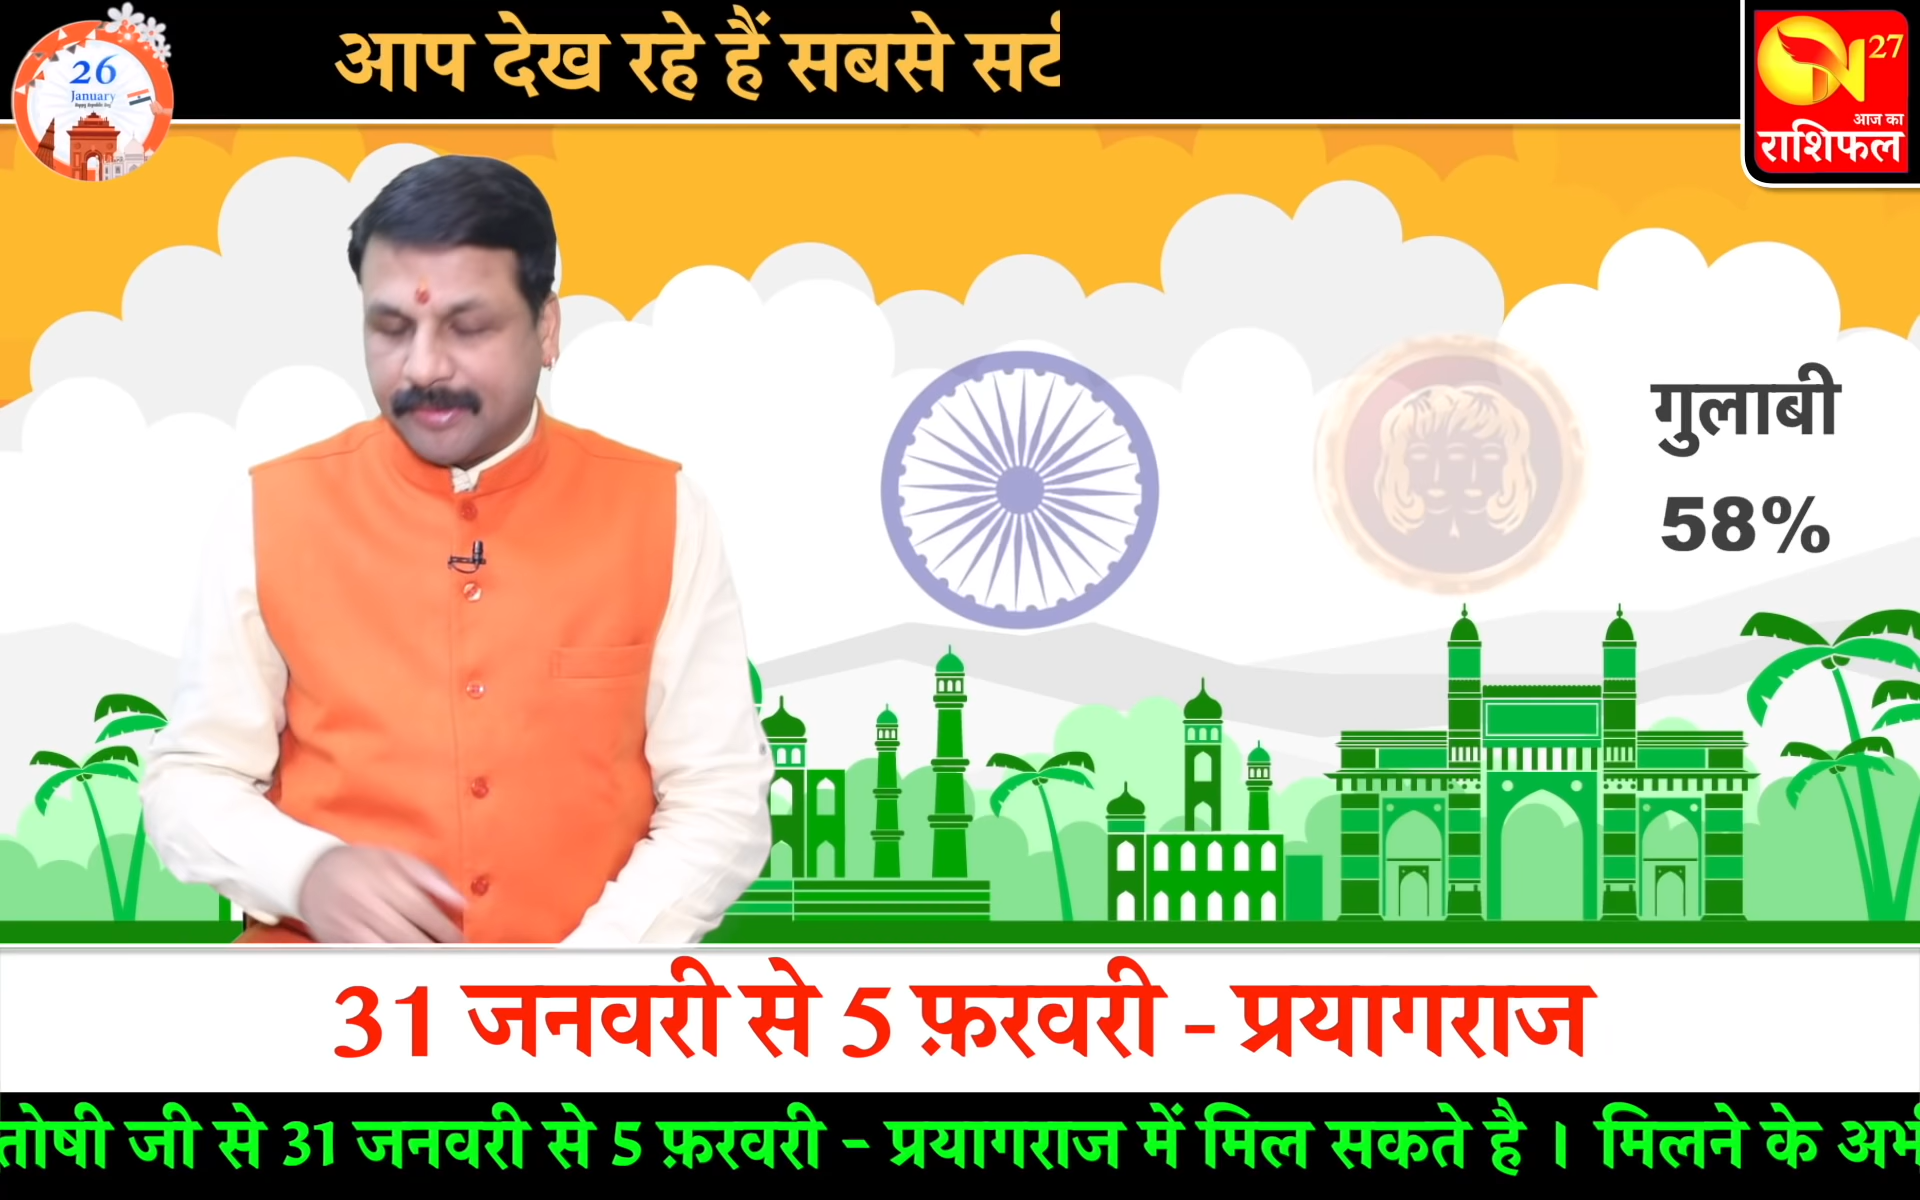 आप देख रहे हैं सबसे
26
January
27
आज का
राशिफल
गुलाबी
58%
31 जनवरी से 5 फ़रवरी - प्रयागराज
जी से 31 जनवरी से 5 फ़रवरी - प्रयागराज में मिल सकते है । मिलने के